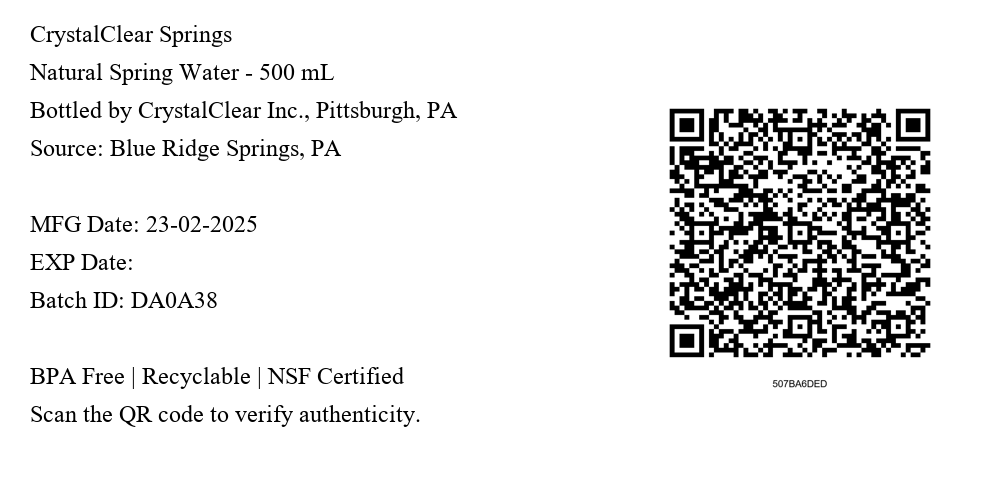 CrystalClear Springs
Natural Spring Water - 500 mL
Bottled by CrystalClear Inc., Pittsburgh, PA
Source: Blue Ridge Springs, PA
MFG Date: 23-02-2025
EXP Date:
Batch ID: DA0A38
BPA Free | Recyclable | NSF Certified
Scan the QR code to verify authenticity.
507BA6DED